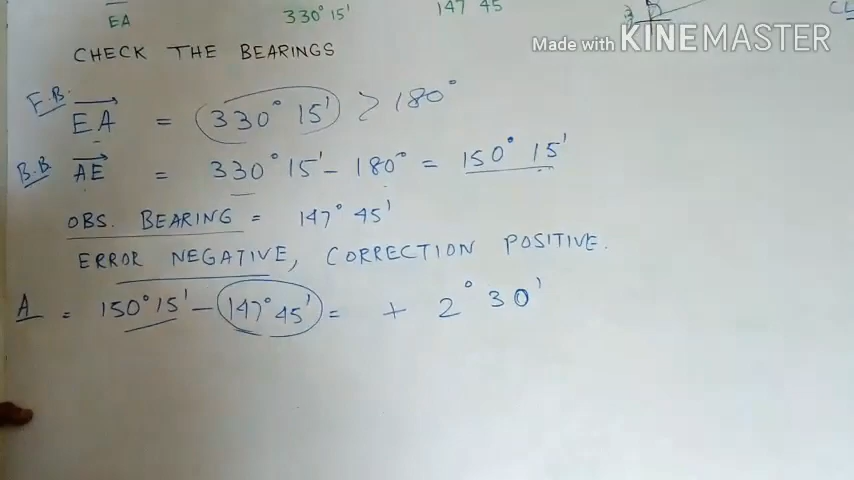 EA 330° 15' 147 45 CL
Made with KINEMASTER
CHECK THE BEARINGS
F.B. EA = 330° 15' > 180°
B.B. AE = 330° 15' - 180° = 150° 15'
OBS. BEARING = 147° 45'
ERROR NEGATIVE, CORRECTION POSITIVE.
A = 150° 15' - 147° 45' = + 2° 30'